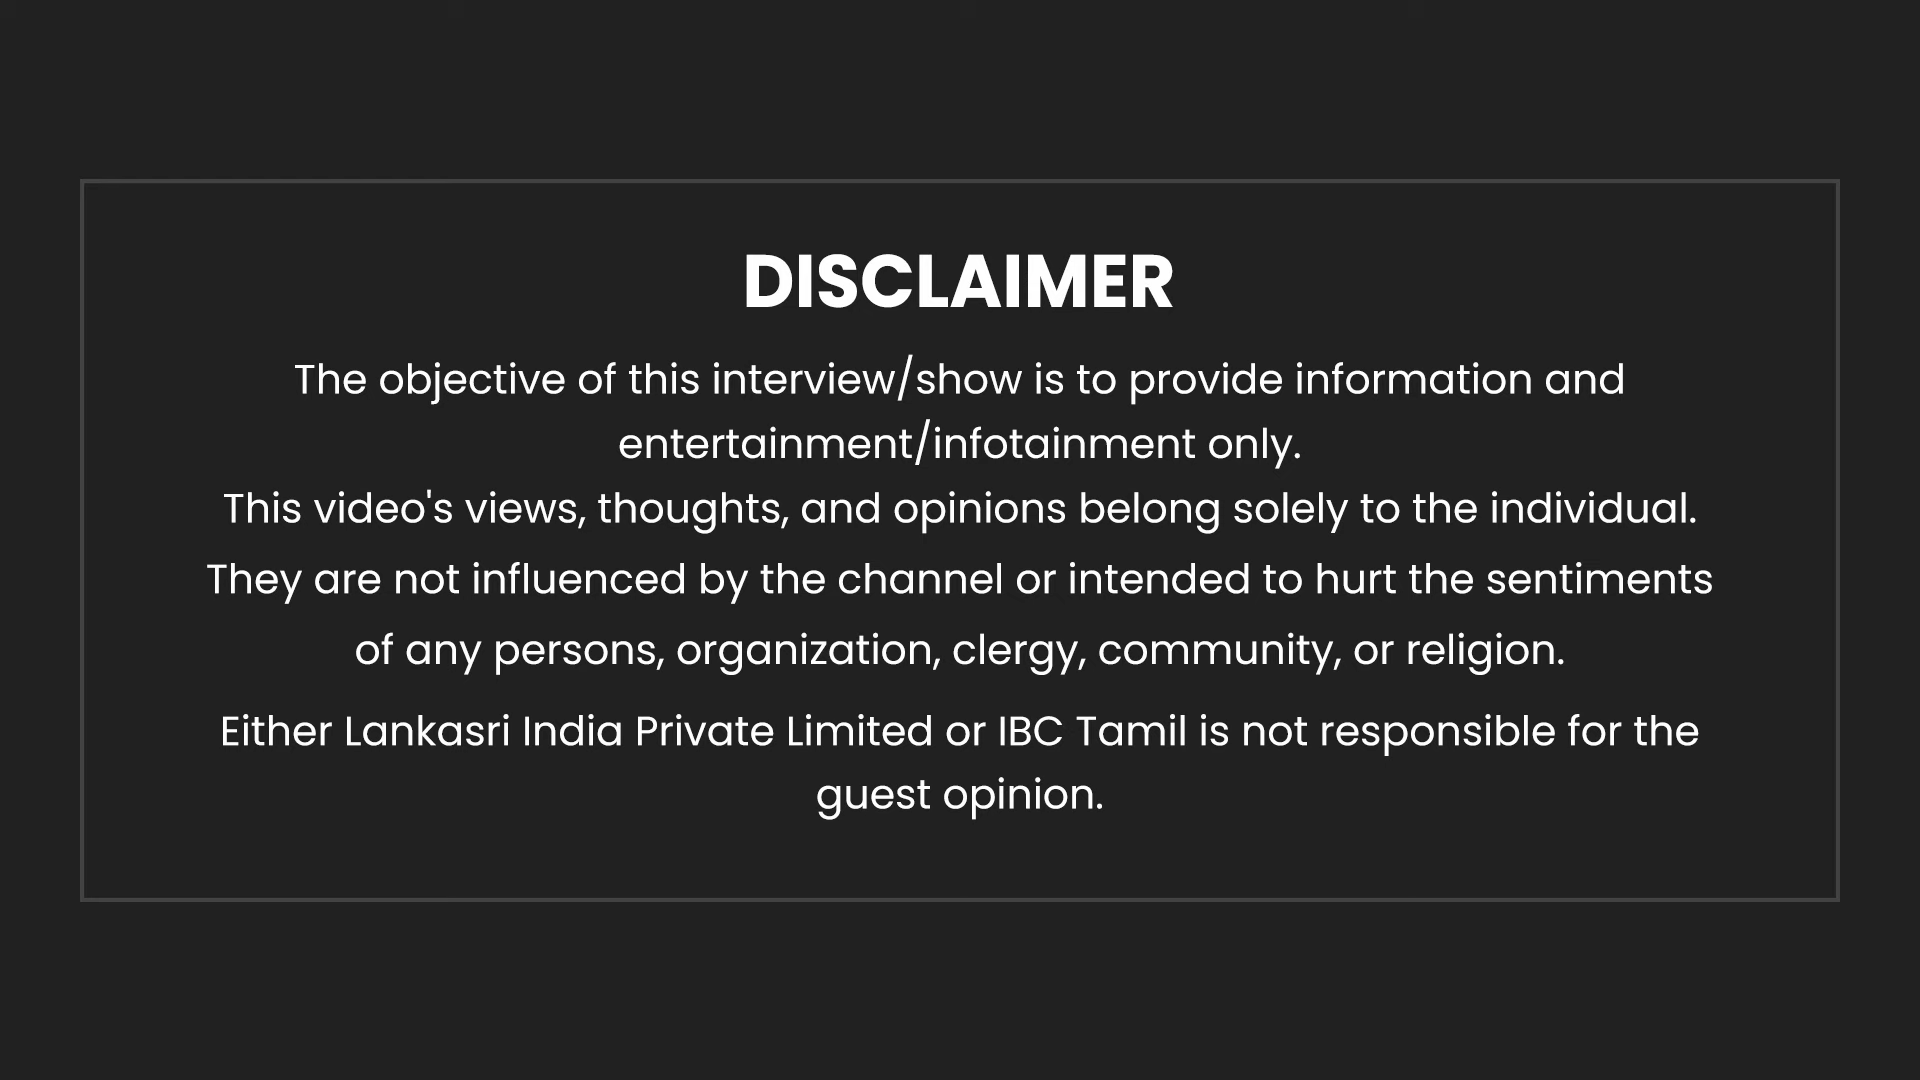 DISCLAIMER
The objective of this interview/show is to provide information and
entertainment/infotainment only.
This video's views, thoughts, and opinions belong solely to the individual.
They are not influenced by the channel or intended to hurt the sentiments
of any persons, organization, clergy, community, or religion.
Either Lankasri India Private Limited or IBC Tamil is not responsible for the
guest opinion.